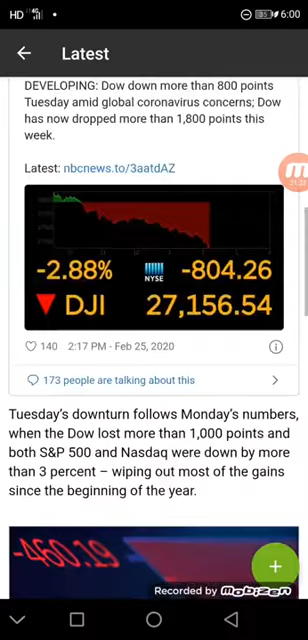 HD 4G 6:00
Latest
DEVELOPING: Dow down more than 800 points
Tuesday amid global coronavirus concerns; Dow
has now dropped more than 1,800 points this
week.
Latest: nbcnews.to/3aatdAZ
-2.88% NYSE -804.26
DJI 27,156.54
140 2:17 PM - Feb 25, 2020
173 people are talking about this
Tuesday's downturn follows Monday's numbers,
when the Dow lost more than 1,000 points and
both S&P 500 and Nasdaq were down by more
than 3 percent – wiping out most of the gains
since the beginning of the year.
-460.19
Recorded by mobizen